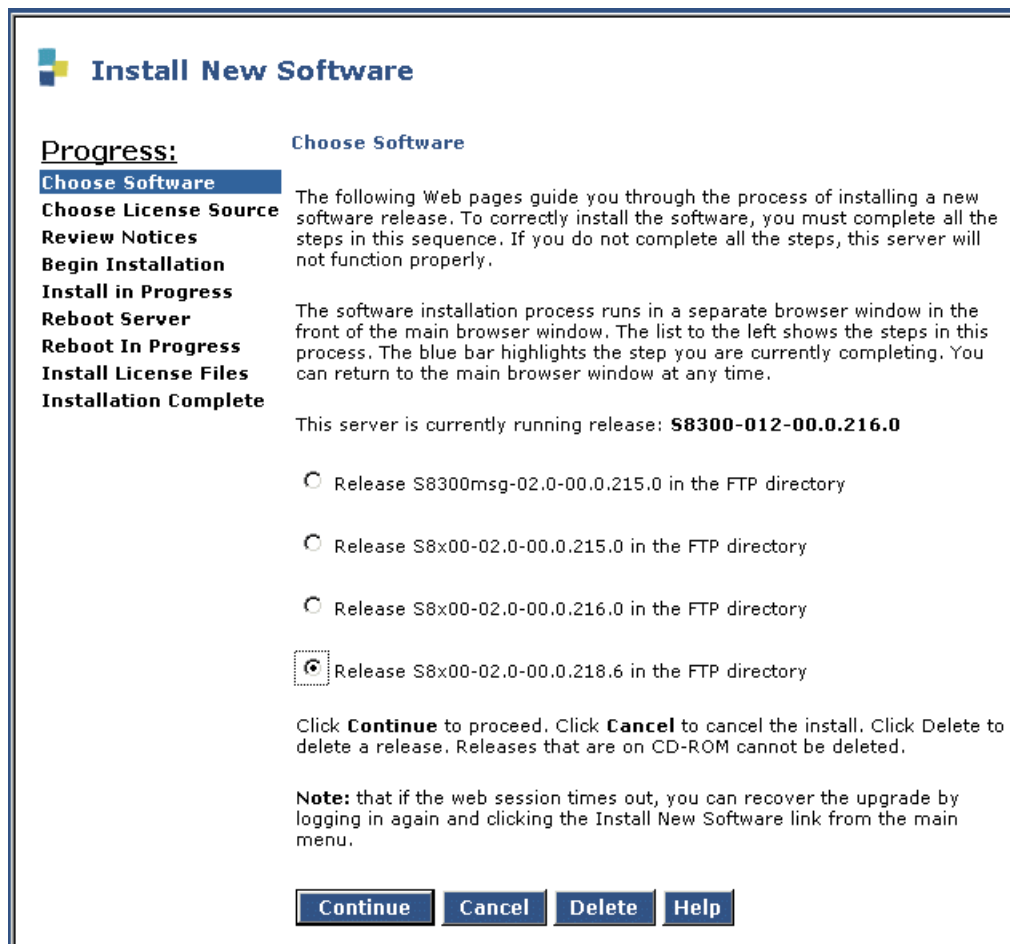 Install New Software
Progress:
Choose Software
Choose License Source
Review Notices
Begin Installation
Install in Progress
Reboot Server
Reboot In Progress
Install License Files
Installation Complete
Choose Software
The following Web pages guide you through the process of installing a new
software release. To correctly install the software, you must complete all the
steps in this sequence. If you do not complete all the steps, this server will
not function properly.
The software installation process runs in a separate browser window in the
front of the main browser window. The list to the left shows the steps in this
process. The blue bar highlights the step you are currently completing. You
can return to the main browser window at any time.
This server is currently running release: S8300-012-00.0.216.0
Release S8300msg-02.0-00.0.215.0 in the FTP directory
Release S8x00-02.0-00.0.215.0 in the FTP directory
Release S8x00-02.0-00.0.216.0 in the FTP directory
Release S8x00-02.0-00.0.218.6 in the FTP directory
Click Continue to proceed. Click Cancel to cancel the install. Click Delete to
delete a release. Releases that are on CD-ROM cannot be deleted.
Note: that if the web session times out, you can recover the upgrade by
logging in again and clicking the Install New Software link from the main
menu.
Continue Cancel Delete Help